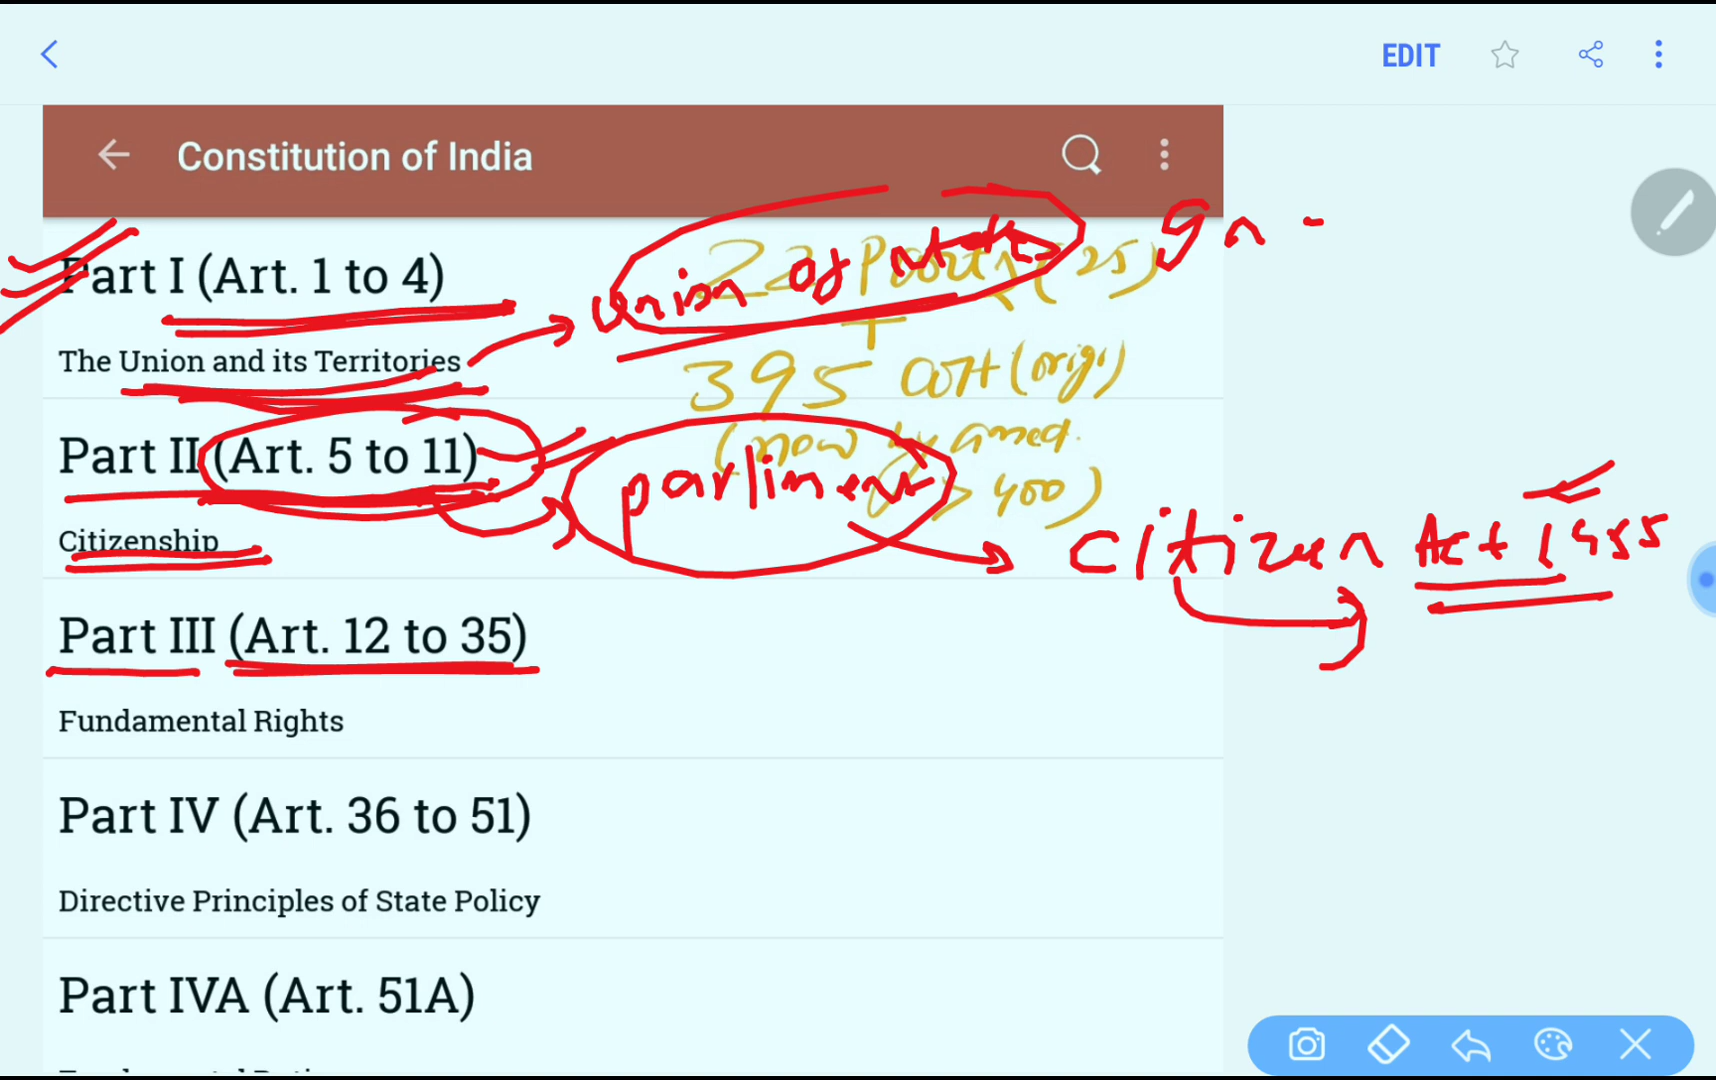 EDIT
Constitution of India
Part I (Art. 1 to 4)
22 Parts (25)
union of state
The Union and its Territories
395 art (orig.)
Part II (Art. 5 to 11)
(now by amed.
> 400)
parliment
Citizen Act 1955
Citizenship
Part III (Art. 12 to 35)
Fundamental Rights
Part IV (Art. 36 to 51)
Directive Principles of State Policy
Part IVA (Art. 51A)